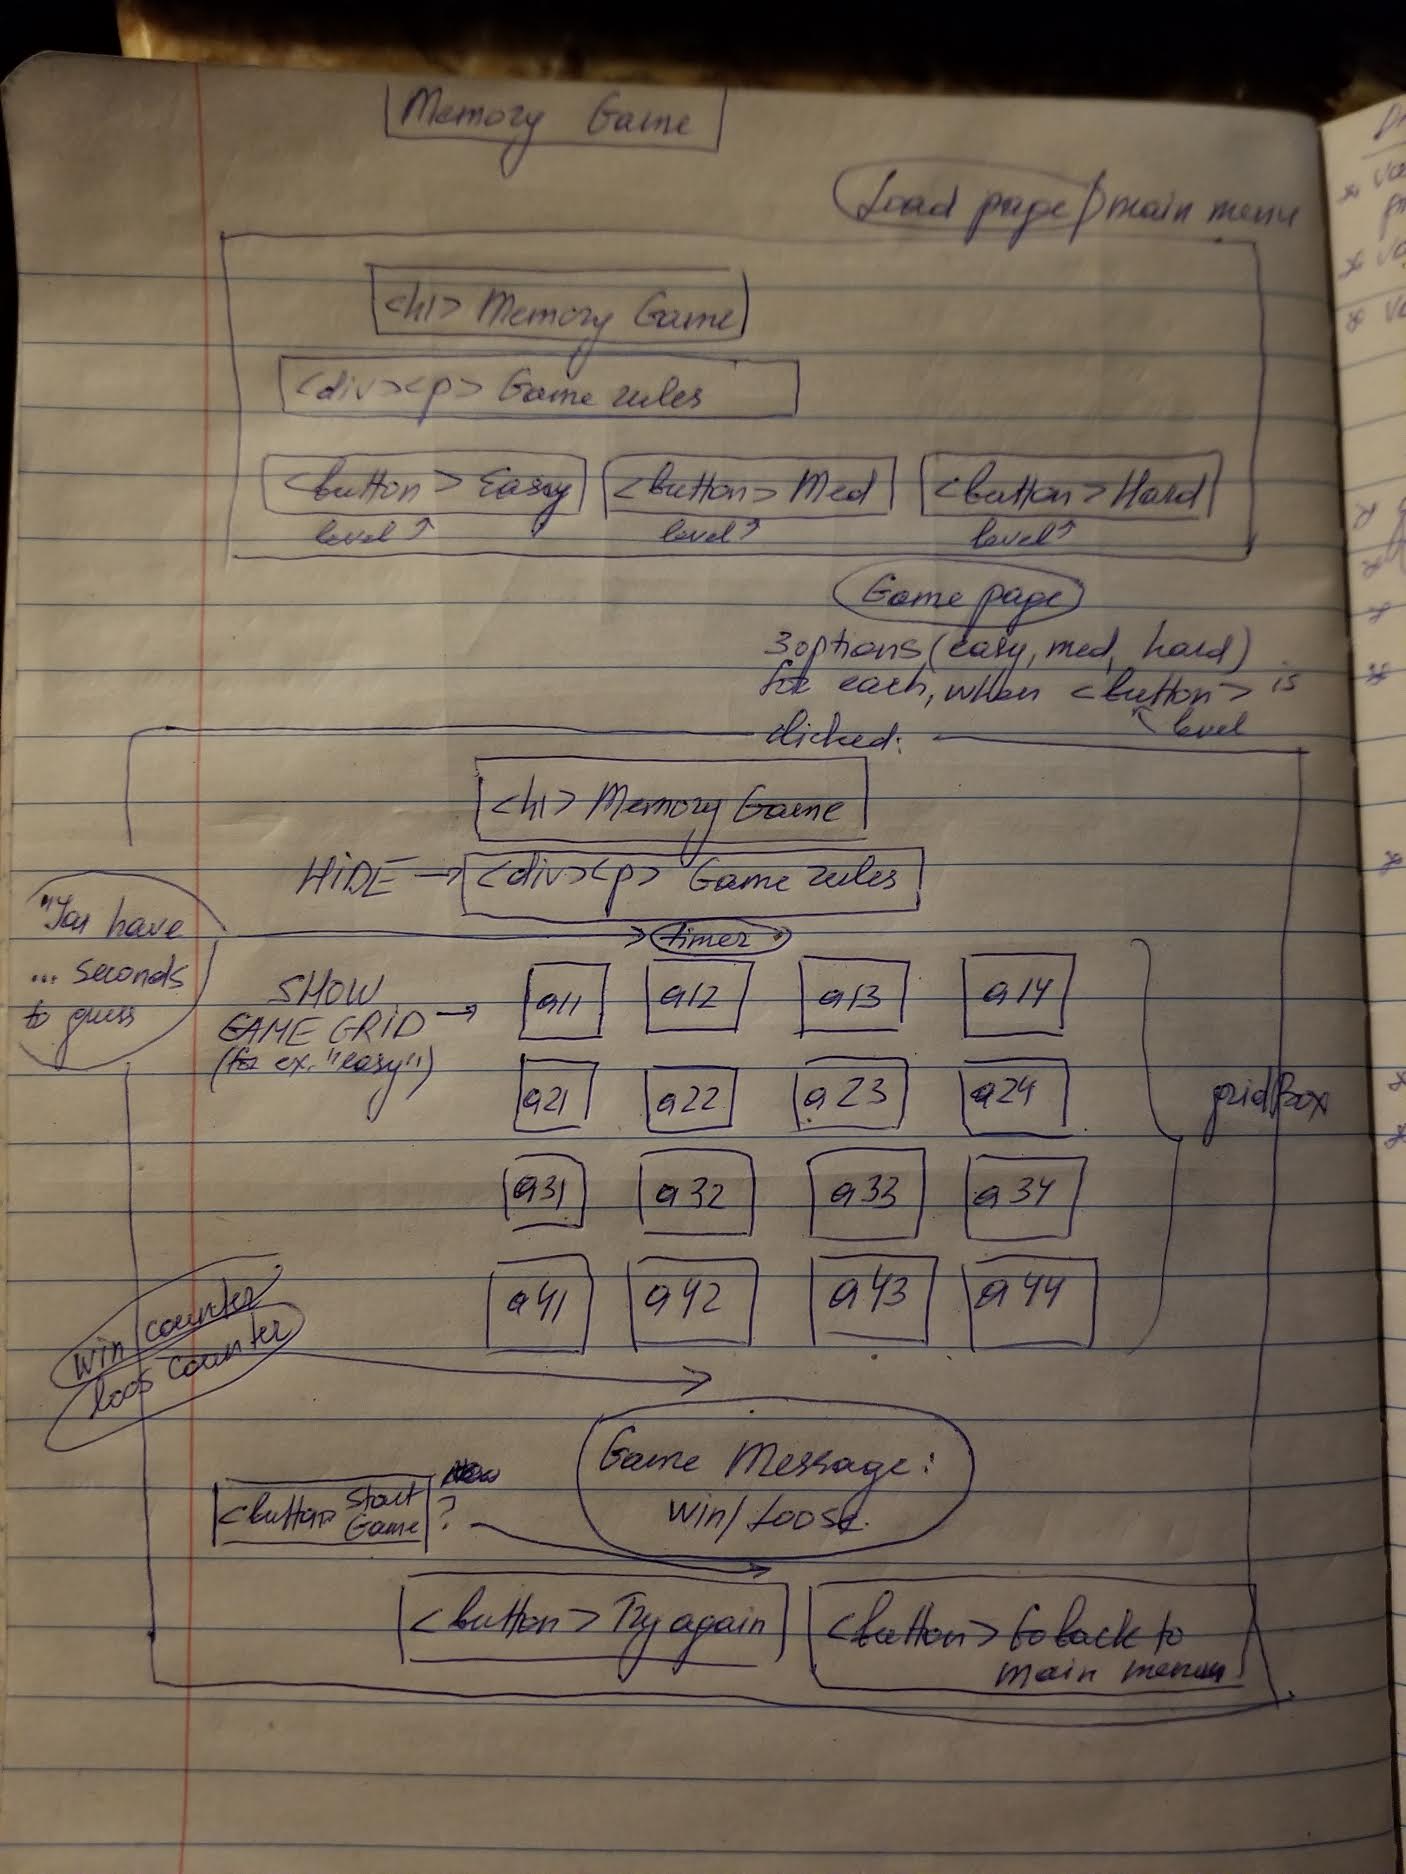 Memory Game
Load page/main menu
<h1> Memory Game
<div><p> Game rules
<button> Easy
level
<button> Med
level
<button> Hard
level
Game page
3options (easy, med, hard)
for each, when <button> is
level
clicked:
<h1> Memory Game
HIDE → <div><p> Game rules
"You have
... seconds
to guess
timer
SHOW
GAME GRID →
(for ex. "easy")
a11 a12 a13 a14
a21 a22 a23 a24
a31 a32 a33 a34
a41 a42 a43 a44
gridBox
win counter
loos counter
Game Message:
win/loose.
<button> Start
Game
?
<button> Try again
<button> Go back to
main menu